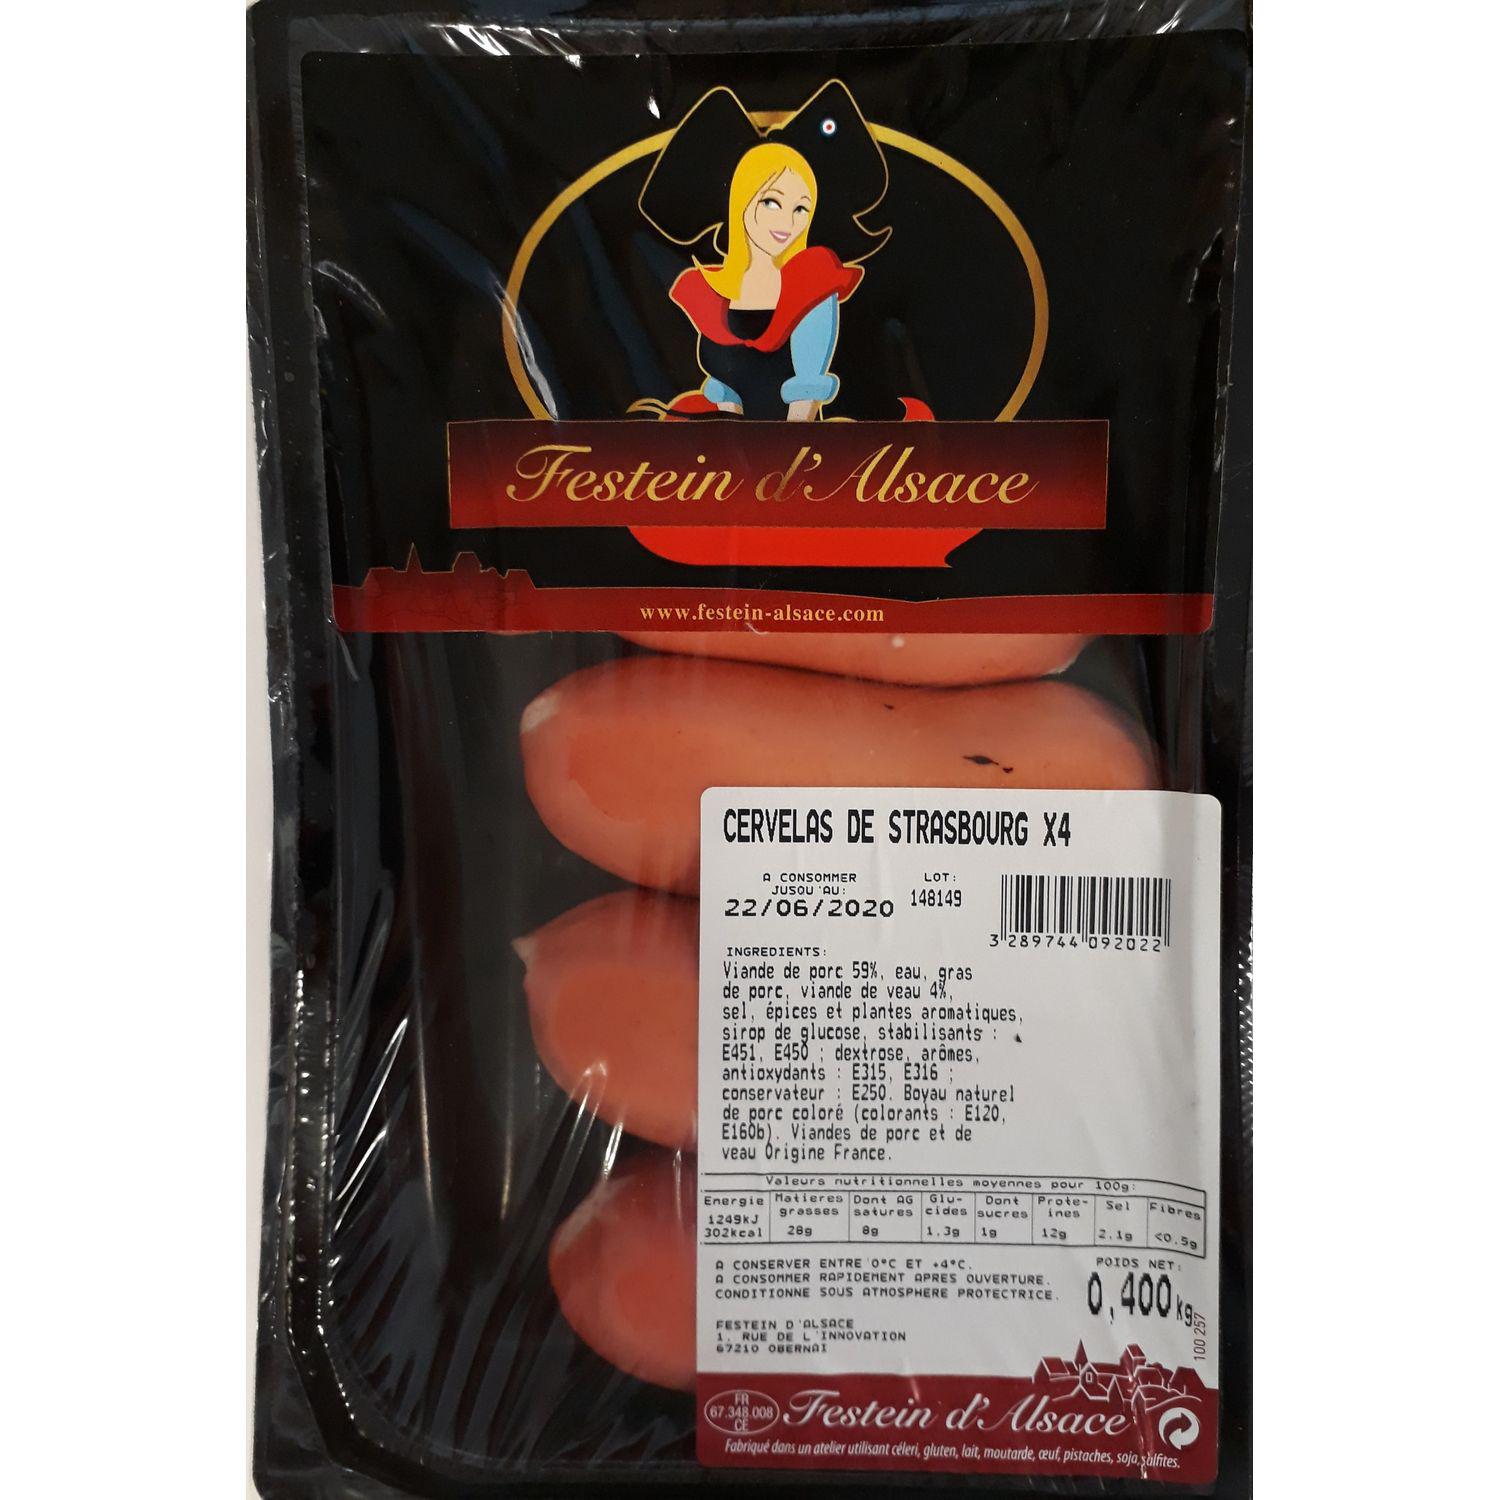 Festein d'Alsace
www.festein-alsace.com
CERVELAS DE STRASBOURG X4
A CONSOMMER
JUSQU'AU:
22/06/2020
LOT:
148149
3 289744 092022
INGREDIENTS:
Viande de porc 59%, eau, gras
de porc, viande de veau 4%,
sel, épices et plantes aromatiques,
sirop de glucose, stabilisants :
E451, E450 ; dextrose, arômes,
antioxydants : E315, E316 ;
conservateur : E250. Boyau naturel
de porc coloré (colorants : E120,
E160b). Viandes de porc et de
veau Origine France.
Valeurs nutritionnelles moyennes pour 100g:
Energie Matieres grasses Dont AG satures Glu-cides Dont sucres Prote-ines Sel Fibres
1249kJ
302kcal 28g 8g 1.3g 1g 12g 2.1g <0.5g
A CONSERVER ENTRE 0°C ET +4°C.
A CONSOMMER RAPIDEMENT APRES OUVERTURE.
CONDITIONNE SOUS ATMOSPHERE PROTECTRICE.
POIDS NET:
0,400kg
FESTEIN D'ALSACE
1, RUE DE L'INNOVATION
67210 OBERNAI
100 257
FR
67.348.008
CE
Festein d'Alsace
Fabriqué dans un atelier utilisant céleri, gluten, lait, moutarde, œuf, pistaches, soja, sulfites.